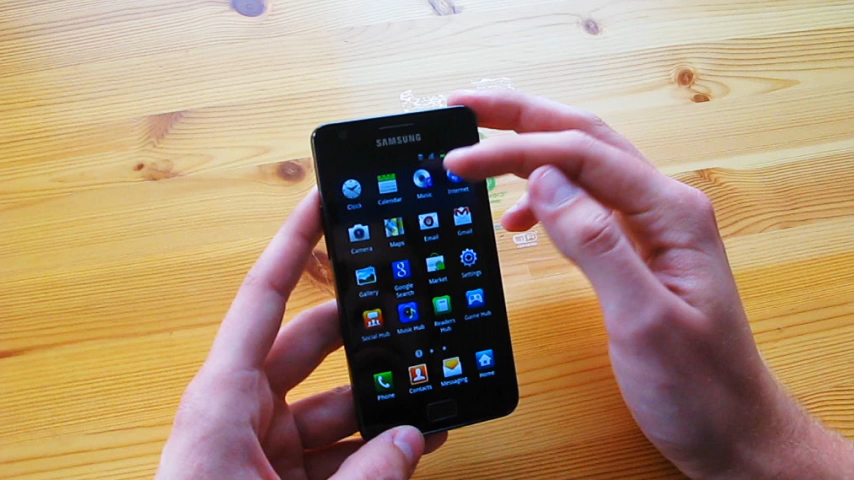 SAMSUNG
Clock Calendar Music Internet
Camera Maps Email Gmail
Gallery Google Search Market Settings
Social Hub Music Hub Readers Hub Game Hub
Phone Contacts Messaging Home